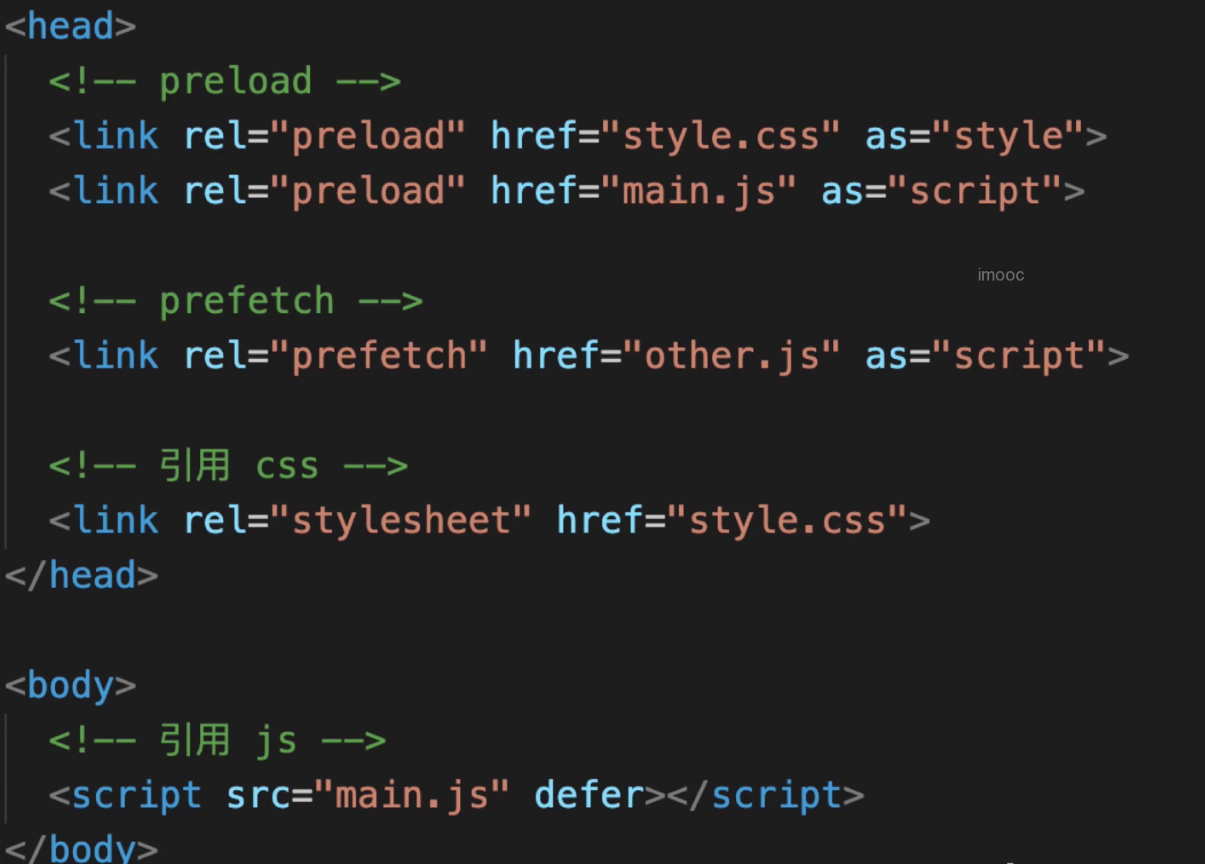 <head>
<!-- preload -->
<link rel="preload" href="style.css" as="style">
<link rel="preload" href="main.js" as="script">
imooc
<!-- prefetch -->
<link rel="prefetch" href="other.js" as="script">
<!-- 引用 css -->
<link rel="stylesheet" href="style.css">
</head>
<body>
<!-- 引用 js -->
<script src="main.js" defer></script>
</body>